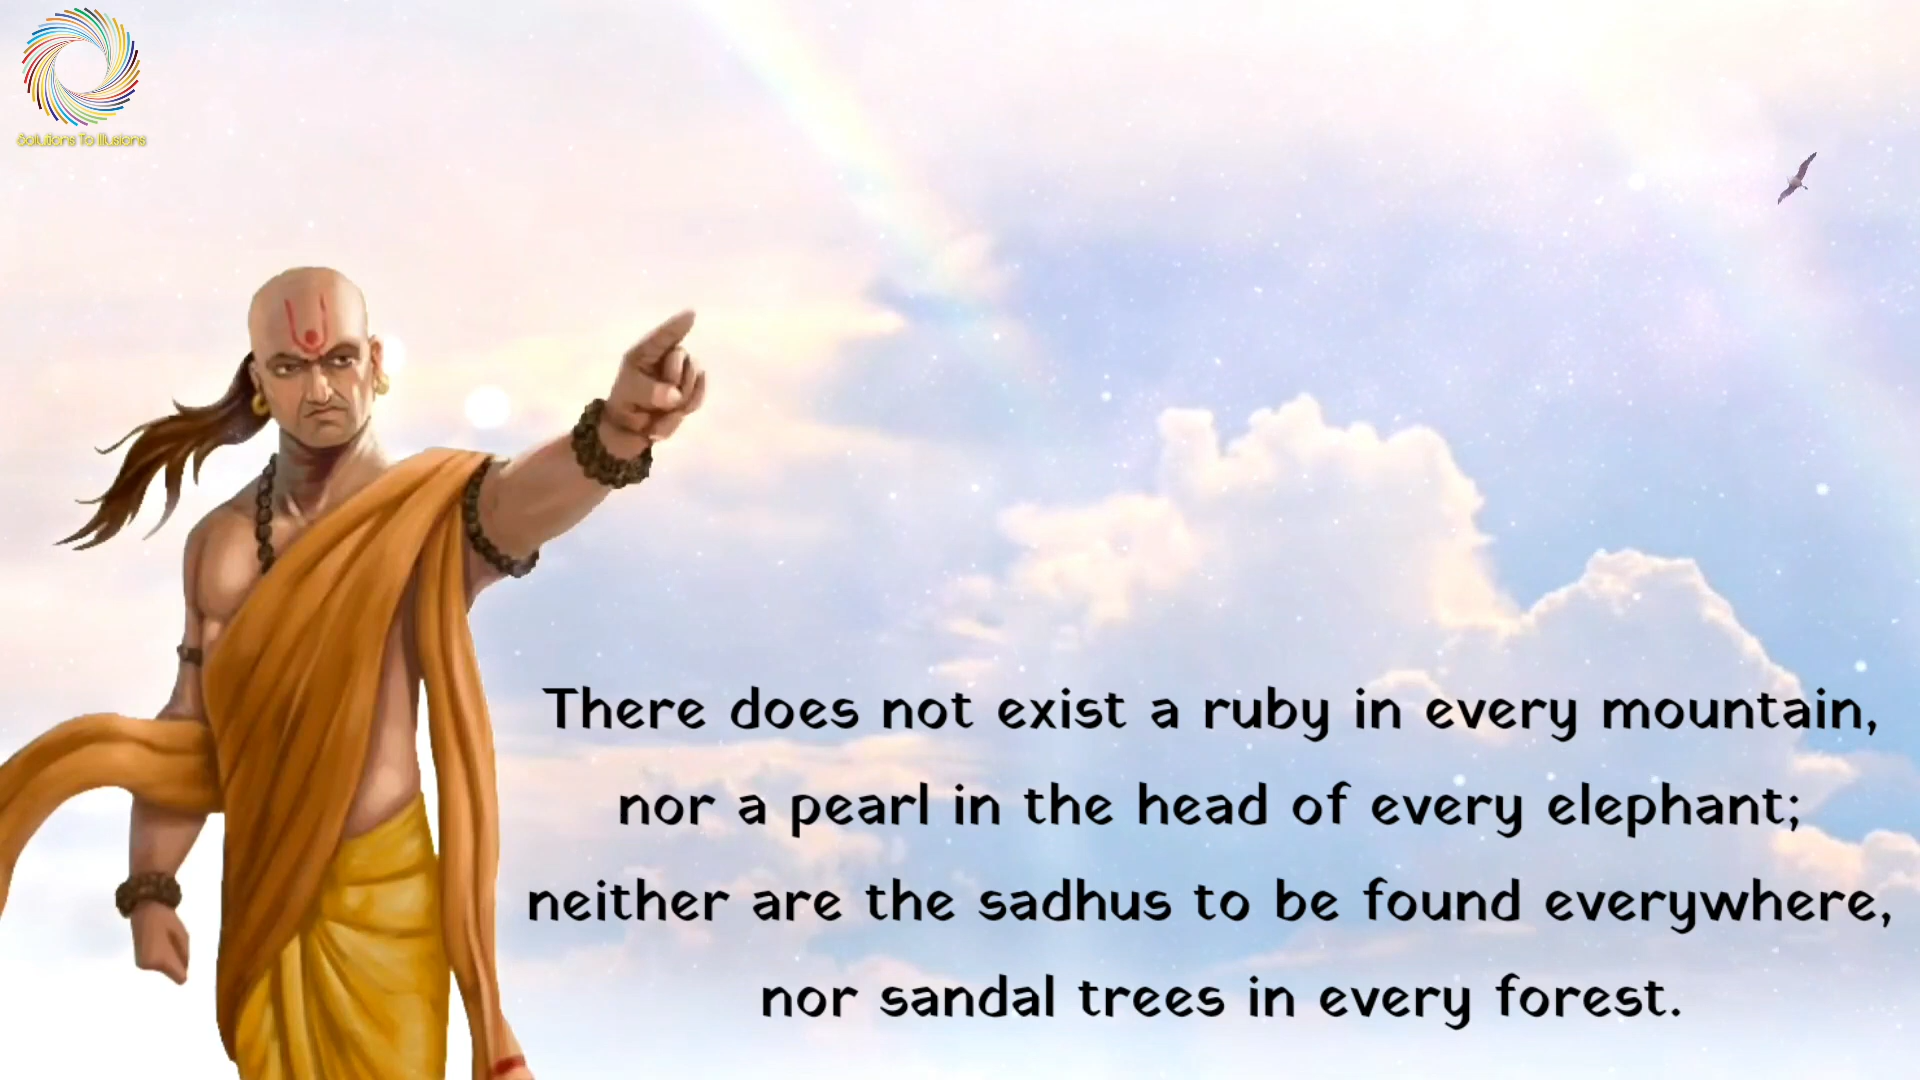 Solutions To Illusions
There does not exist a ruby in every mountain,
nor a pearl in the head of every elephant;
neither are the sadhus to be found everywhere,
nor sandal trees in every forest.